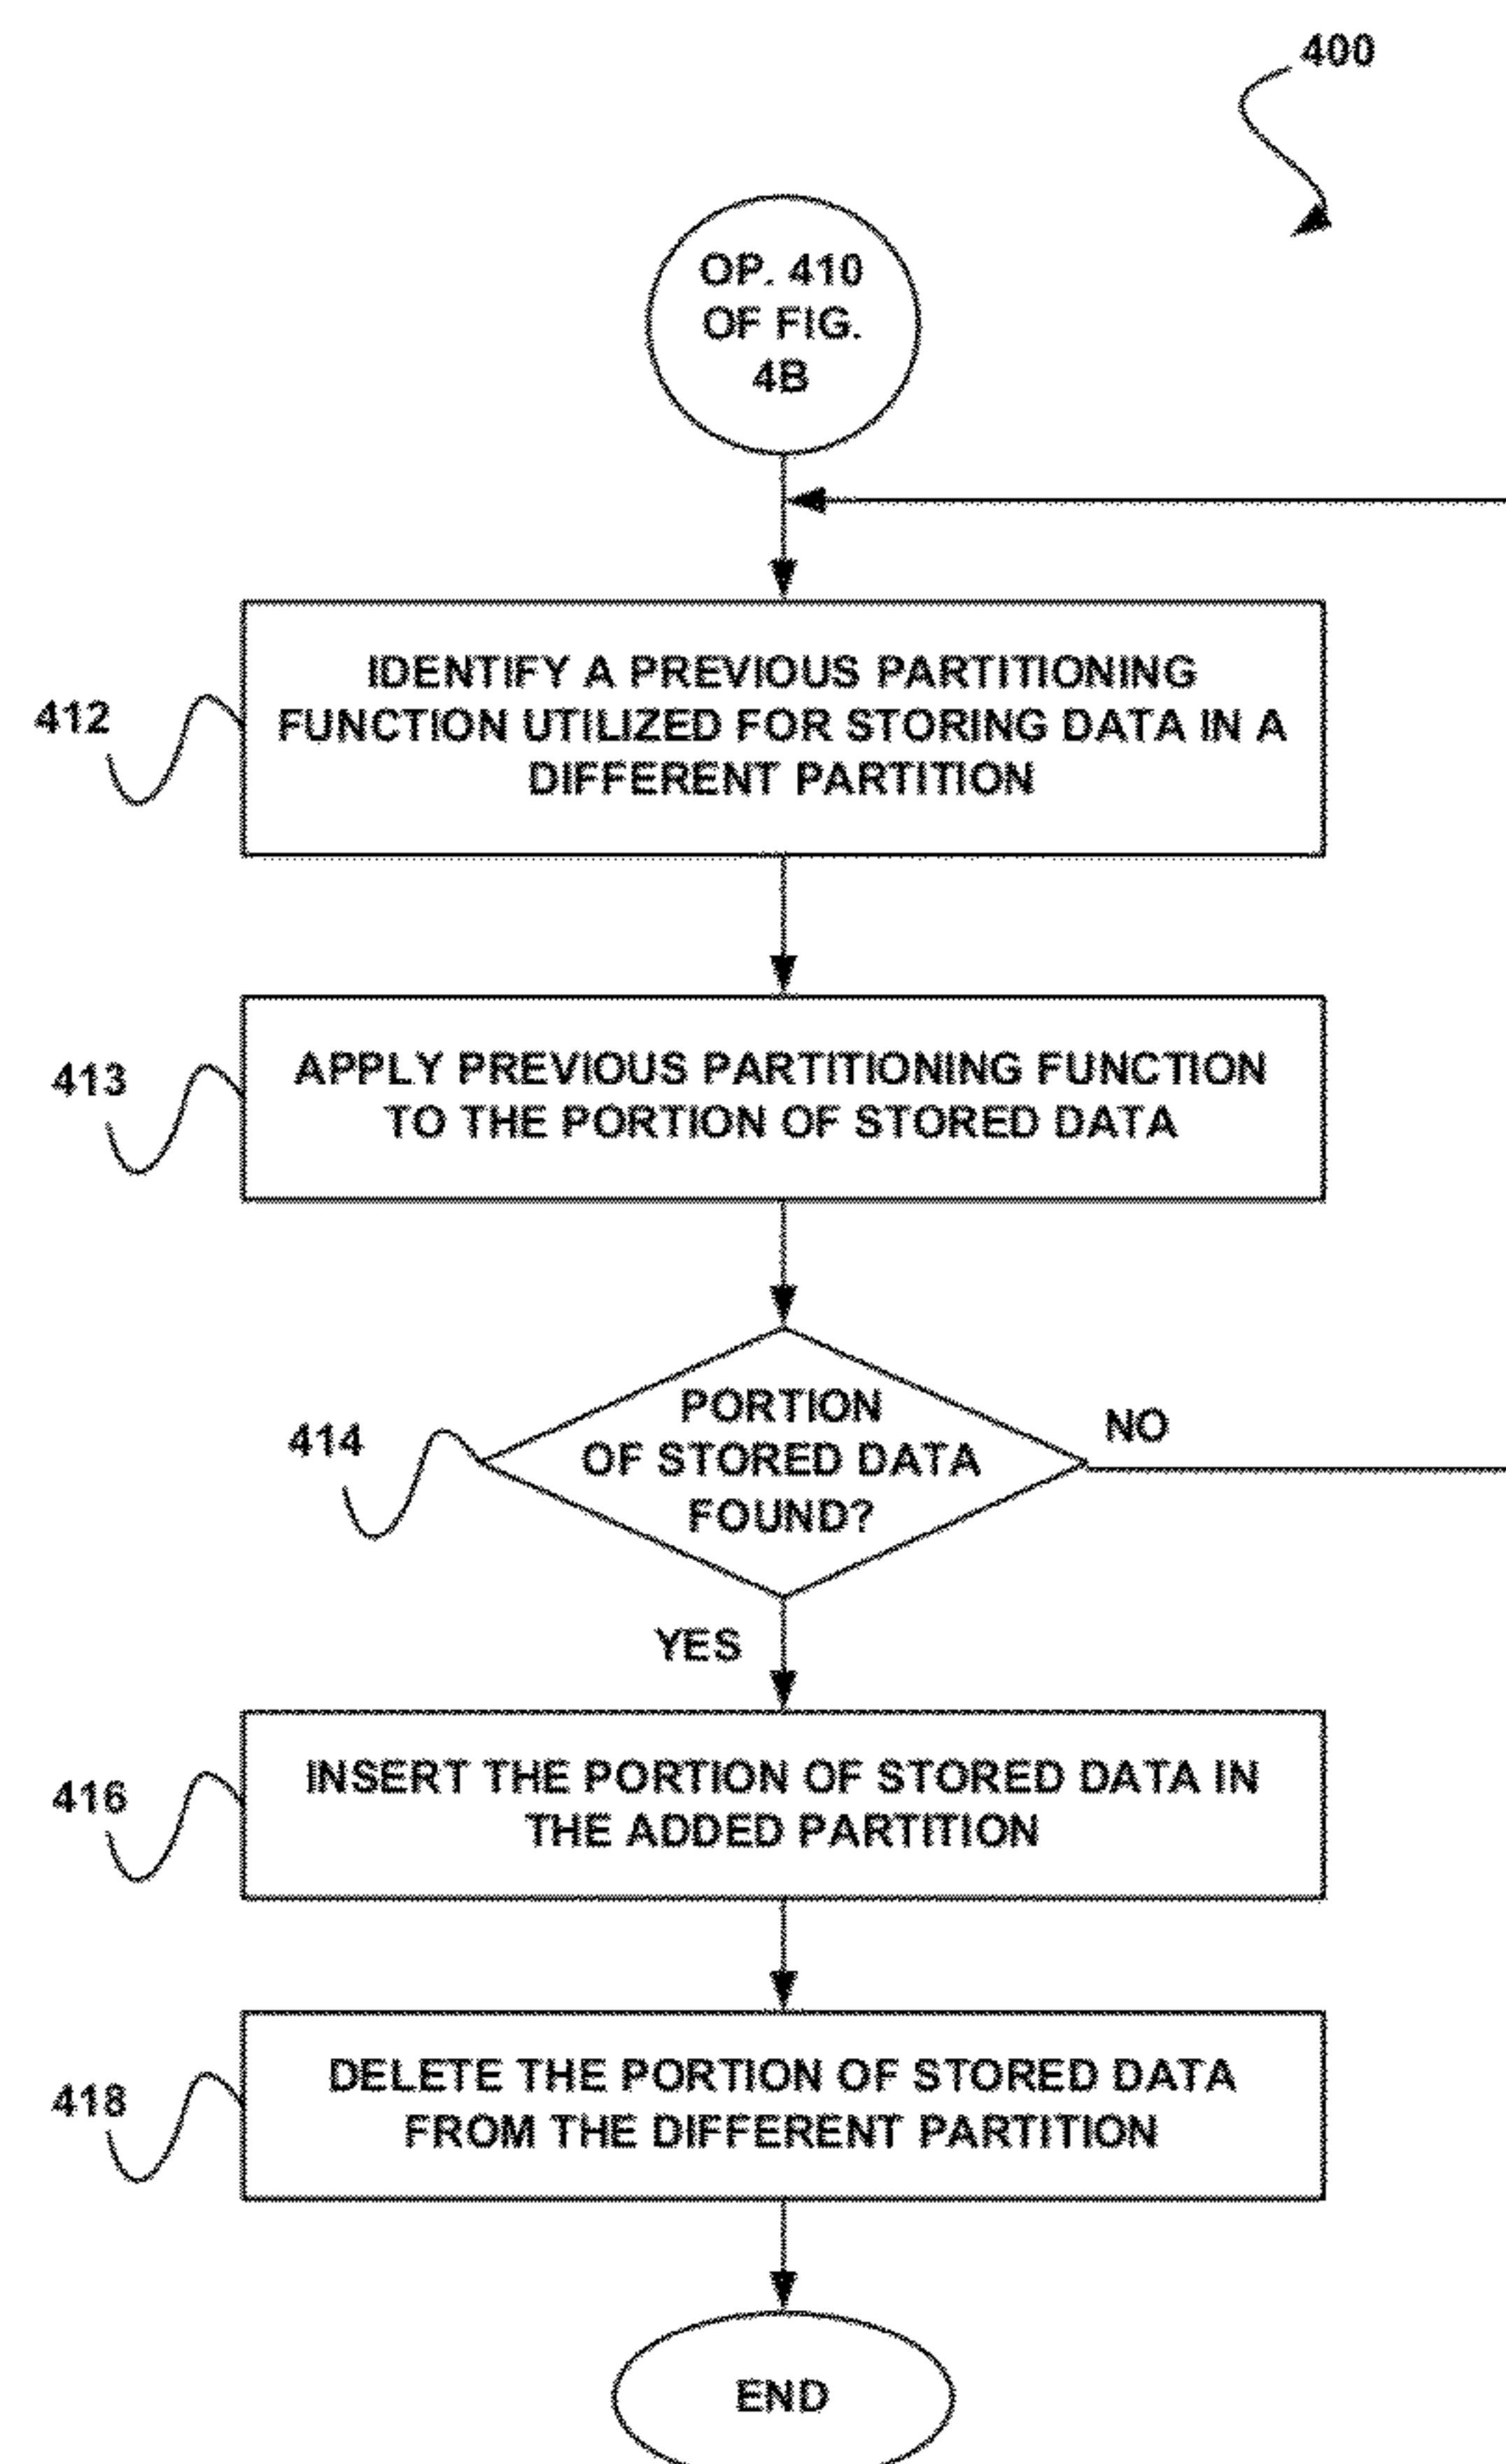 400
OP. 410
OF FIG.
4B
IDENTIFY A PREVIOUS PARTITIONING
FUNCTION UTILIZED FOR STORING DATA IN A
DIFFERENT PARTITION
412
APPLY PREVIOUS PARTITIONING FUNCTION
TO THE PORTION OF STORED DATA
413
PORTION
OF STORED DATA
FOUND?
414
NO
YES
INSERT THE PORTION OF STORED DATA IN
THE ADDED PARTITION
416
DELETE THE PORTION OF STORED DATA
FROM THE DIFFERENT PARTITION
418
END